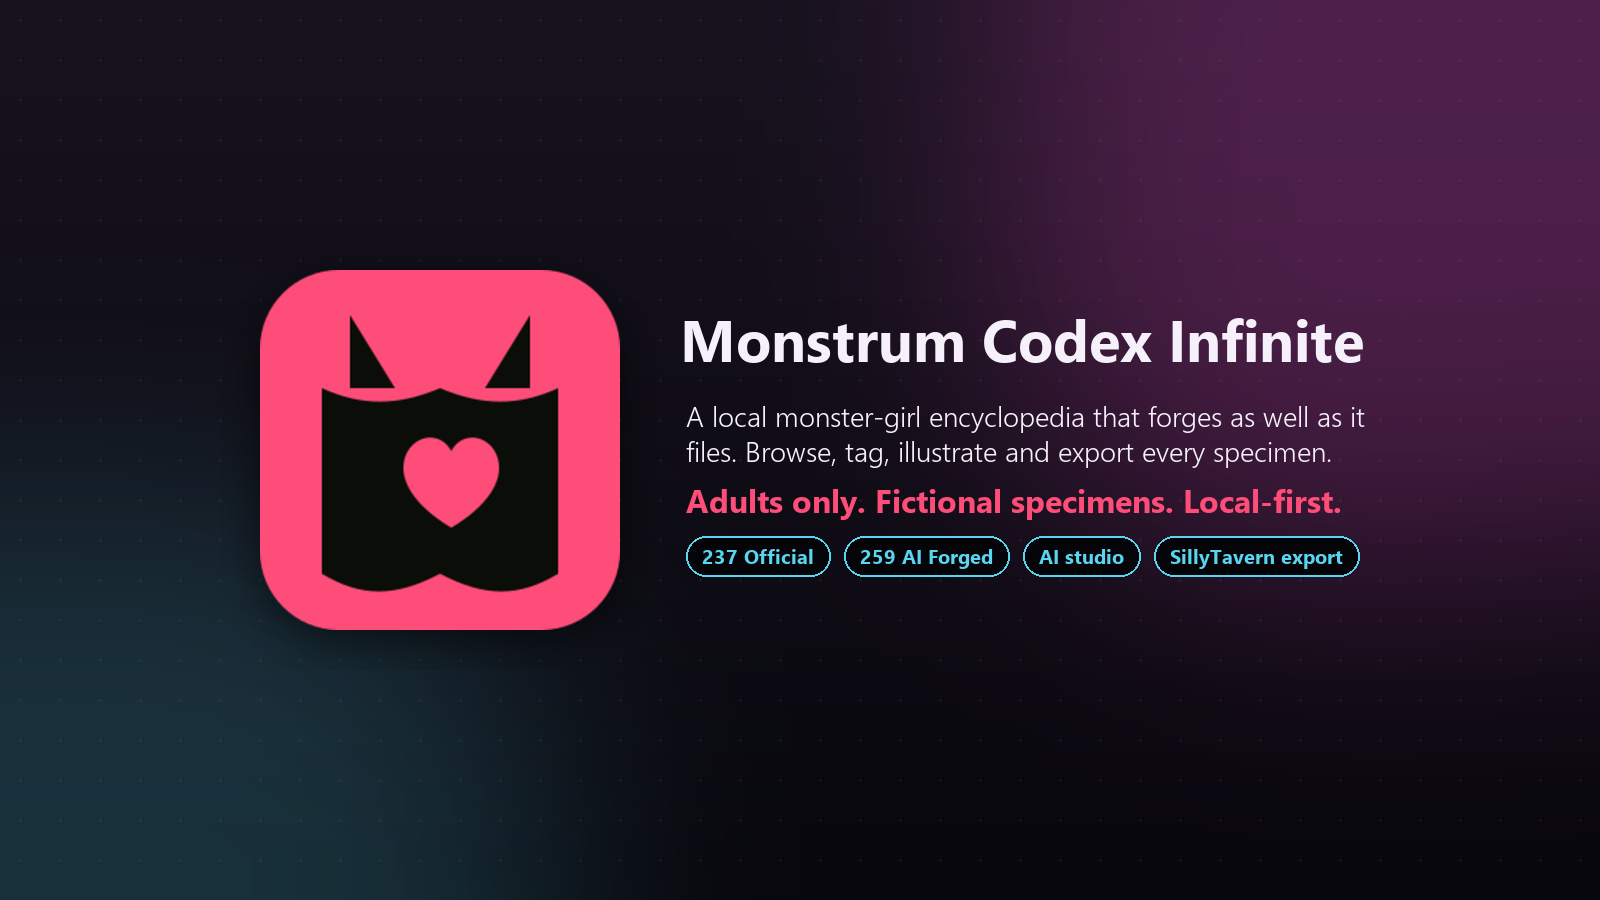 Monstrum Codex Infinite
A local monster-girl encyclopedia that forges as well as it
files. Browse, tag, illustrate and export every specimen.
Adults only. Fictional specimens. Local-first.
237 Official
259 AI Forged
AI studio
SillyTavern export